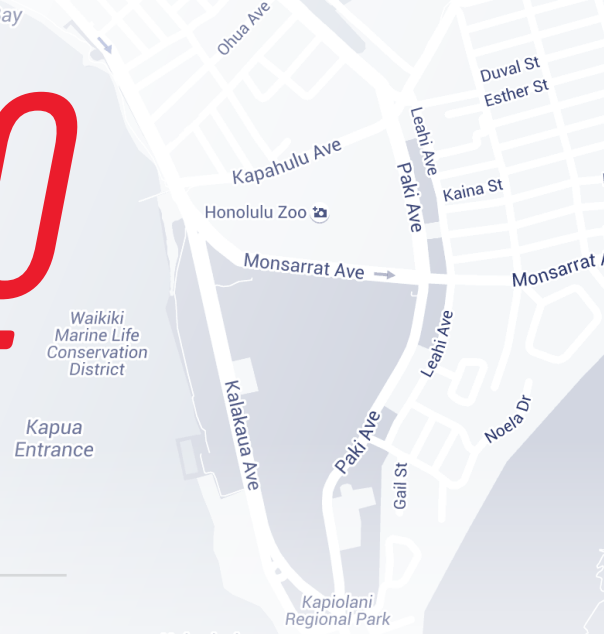 Bay
Ohua Ave
Duval St
Esther St
Leahi Ave
Kapahulu Ave
Paki Ave
Kaina St
Honolulu Zoo
Monsarrat Ave
Monsarrat A
Waikiki
Marine Life
Conservation
District
Leahi Ave
Kalakaua Ave
Noela Dr
Kapua
Entrance
Paki Ave
Gail St
Kapiolani
Regional Park